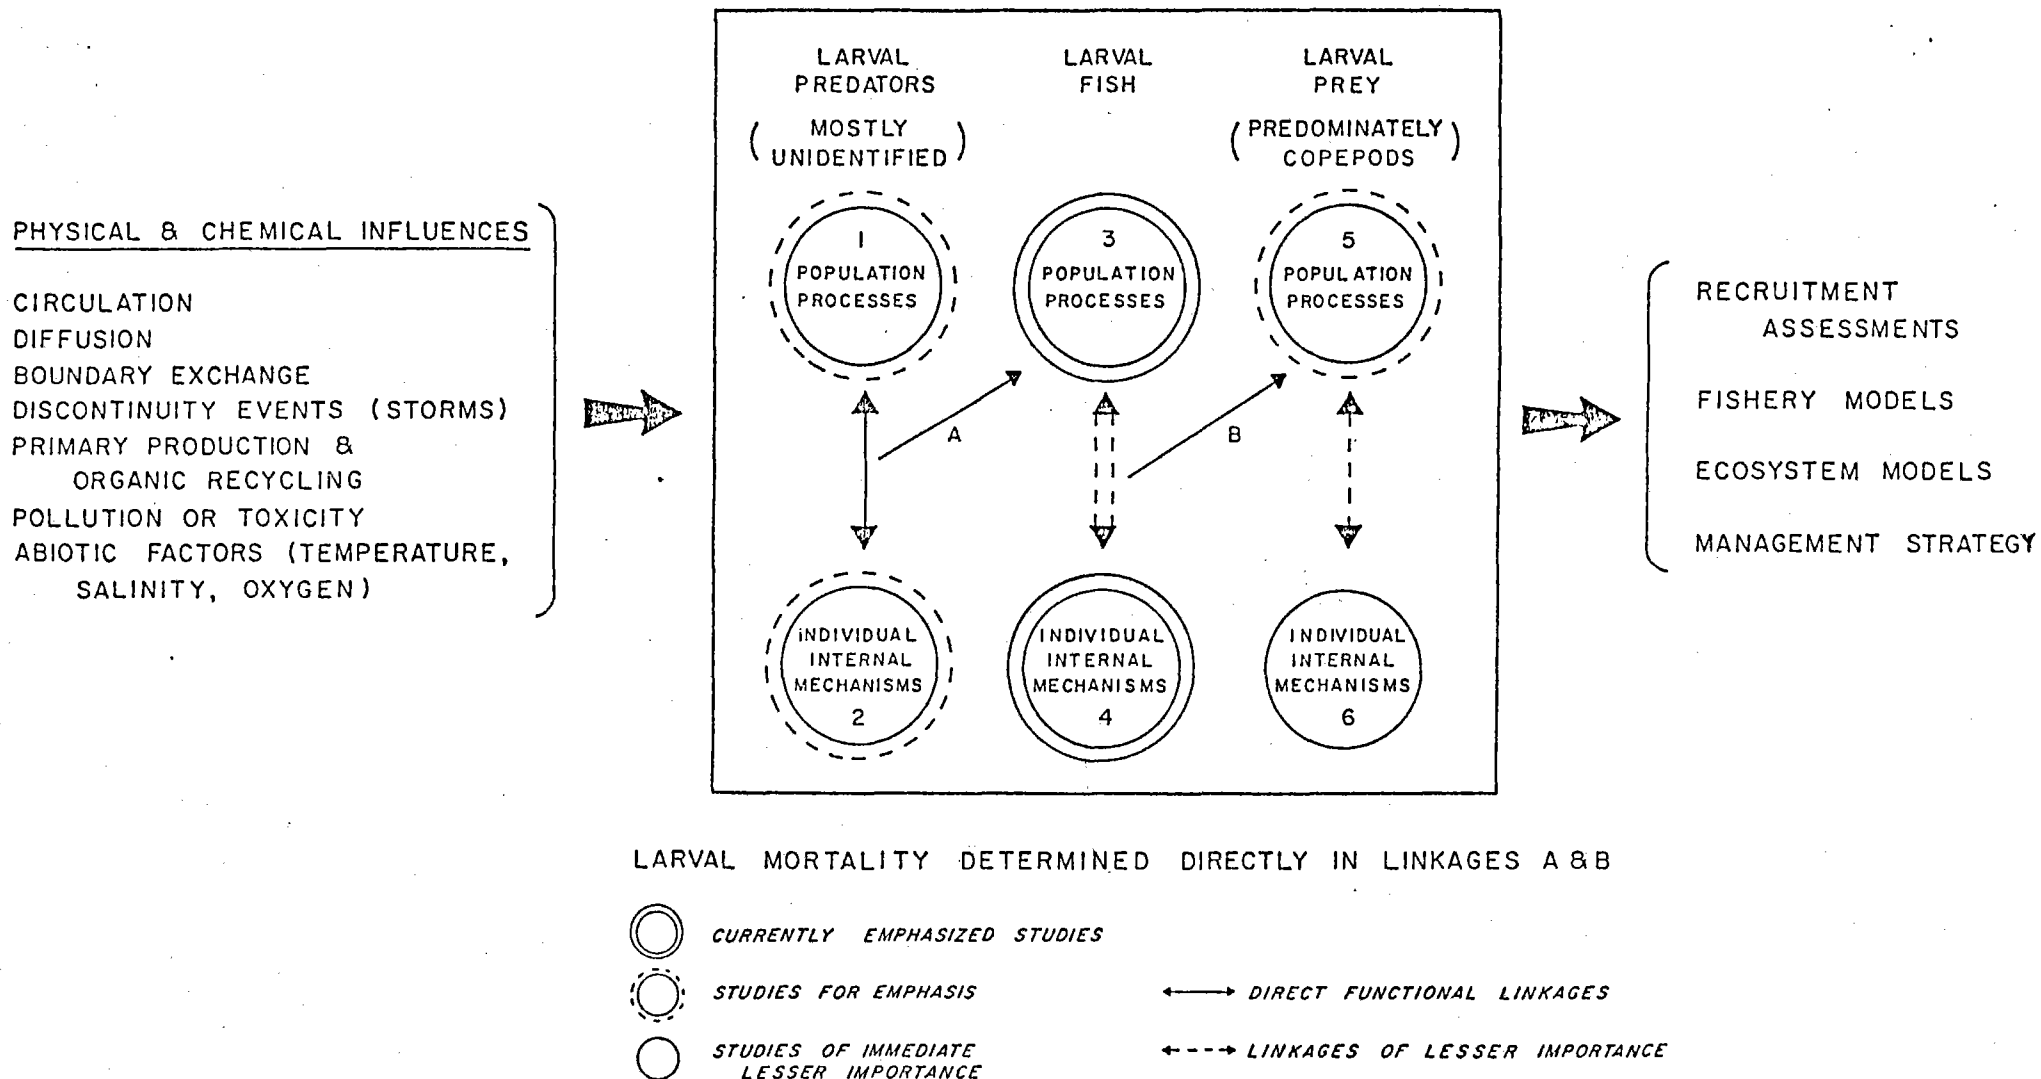 PHYSICAL & CHEMICAL INFLUENCES
CIRCULATION
DIFFUSION
BOUNDARY EXCHANGE
DISCONTINUITY EVENTS (STORMS)
PRIMARY PRODUCTION &
ORGANIC RECYCLING
POLLUTION OR TOXICITY
ABIOTIC FACTORS (TEMPERATURE,
SALINITY, OXYGEN)
LARVAL
PREDATORS
(MOSTLY
UNIDENTIFIED)
1
POPULATION
PROCESSES
A
INDIVIDUAL
INTERNAL
MECHANISMS
2
LARVAL
FISH
3
POPULATION
PROCESSES
B
INDIVIDUAL
INTERNAL
MECHANISMS
4
LARVAL
PREY
(PREDOMINATELY
COPEPODS)
5
POPULATION
PROCESSES
INDIVIDUAL
INTERNAL
MECHANISMS
6
RECRUITMENT
ASSESSMENTS
FISHERY MODELS
ECOSYSTEM MODELS
MANAGEMENT STRATEGY
LARVAL MORTALITY DETERMINED DIRECTLY IN LINKAGES A & B
CURRENTLY EMPHASIZED STUDIES
STUDIES FOR EMPHASIS
STUDIES OF IMMEDIATE
LESSER IMPORTANCE
DIRECT FUNCTIONAL LINKAGES
LINKAGES OF LESSER IMPORTANCE